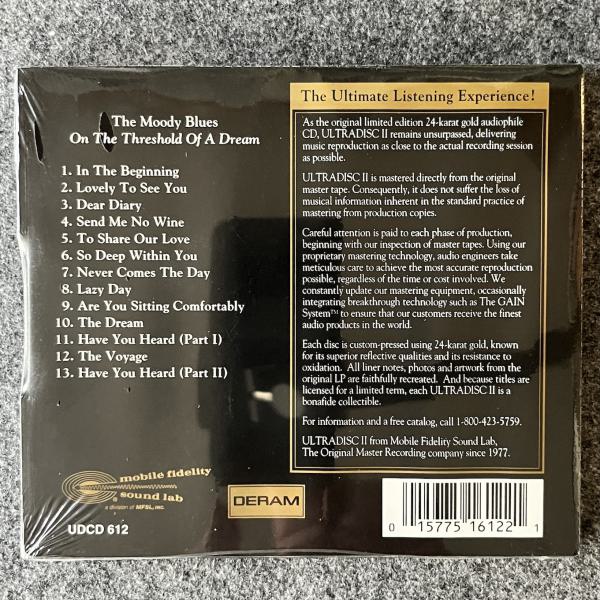 The Moody Blues
On The Threshold Of A Dream
1. In The Beginning
2. Lovely To See You
3. Dear Diary
4. Send Me No Wine
5. To Share Our Love
6. So Deep Within You
7. Never Comes The Day
8. Lazy Day
9. Are You Sitting Comfortably
10. The Dream
11. Have You Heard (Part I)
12. The Voyage
13. Have You Heard (Part II)
mobile fidelity
sound lab
®
a division of MFSL, INC.
UDCD 612
DERAM
The Ultimate Listening Experience!
As the original limited edition 24-karat gold audiophile
CD, ULTRADISC II remains unsurpassed, delivering
music reproduction as close to the actual recording session
as possible.
ULTRADISC II is mastered directly from the original
master tape. Consequently, it does not suffer the loss of
musical information inherent in the standard practice of
mastering from production copies.
Careful attention is paid to each phase of production,
beginning with our inspection of master tapes. Using our
proprietary mastering technology, audio engineers take
meticulous care to achieve the most accurate reproduction
possible, regardless of the time or cost involved. We
constantly update our mastering equipment, occasionally
integrating breakthrough technology such as The GAIN
System™ to ensure that our customers receive the finest
audio products in the world.
Each disc is custom-pressed using 24-karat gold, known
for its superior reflective qualities and its resistance to
oxidation. All liner notes, photos and artwork from the
original LP are faithfully recreated. And because titles are
licensed for a limited term, each ULTRADISC II is a
bonafide collectible.
For information and a free catalog, call 1-800-423-5759.
ULTRADISC II from Mobile Fidelity Sound Lab,
The Original Master Recording company since 1977.
0 15775 16122 1